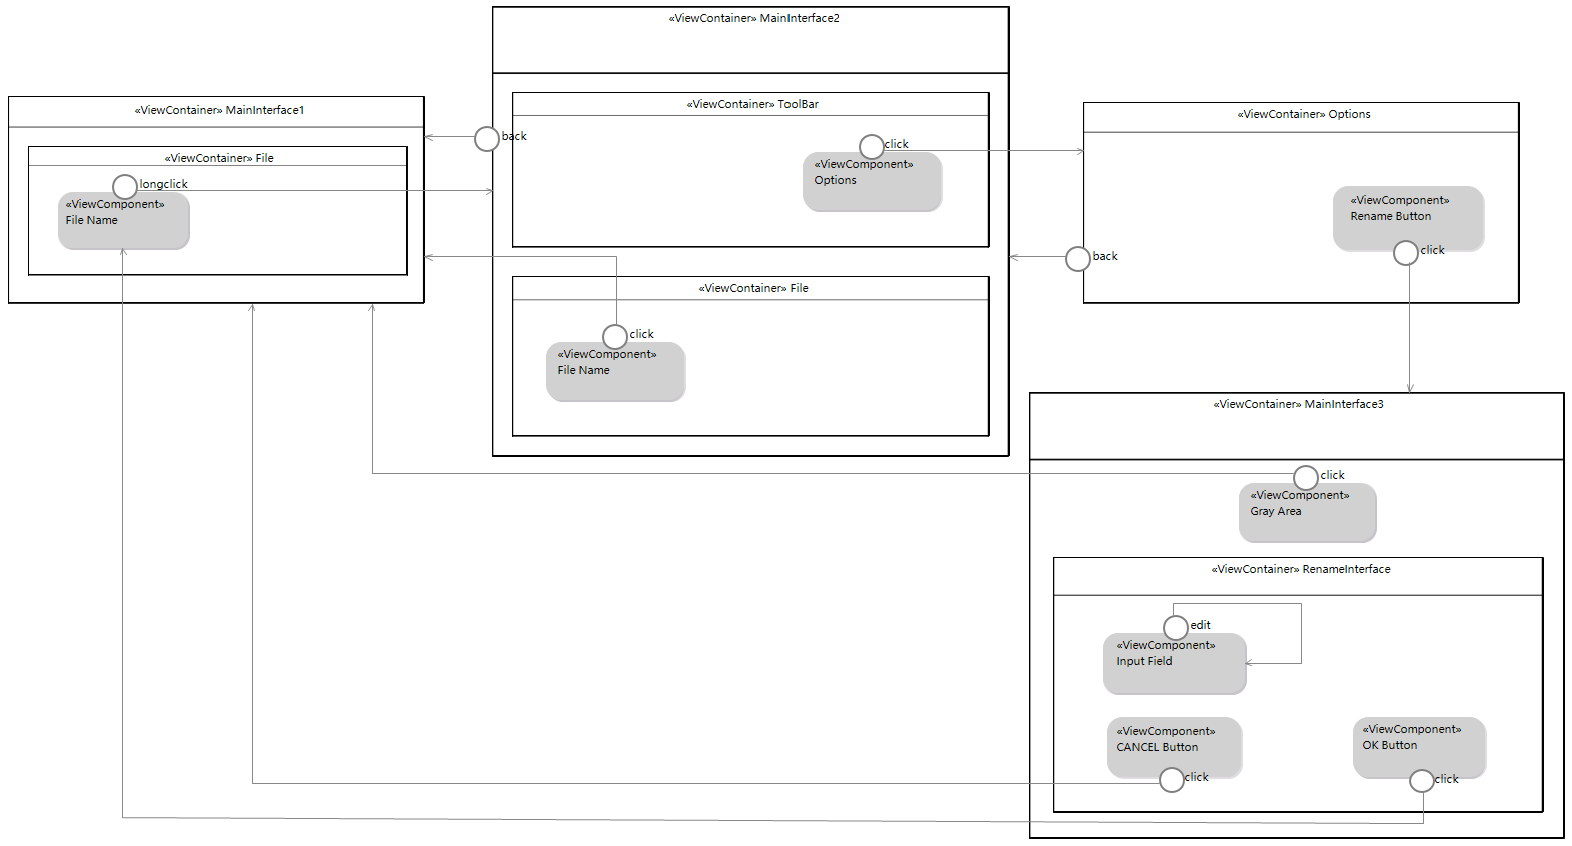 «ViewContainer» MainInterface1
«ViewContainer» File
longclick
«ViewComponent»
File Name
«ViewContainer» MainInterface2
back
«ViewContainer» ToolBar
click
«ViewComponent»
Options
«ViewContainer» File
click
«ViewComponent»
File Name
«ViewContainer» Options
«ViewComponent»
Rename Button
click
back
«ViewContainer» MainInterface3
click
«ViewComponent»
Gray Area
«ViewContainer» RenameInterface
edit
«ViewComponent»
Input Field
«ViewComponent»
CANCEL Button
click
«ViewComponent»
OK Button
click